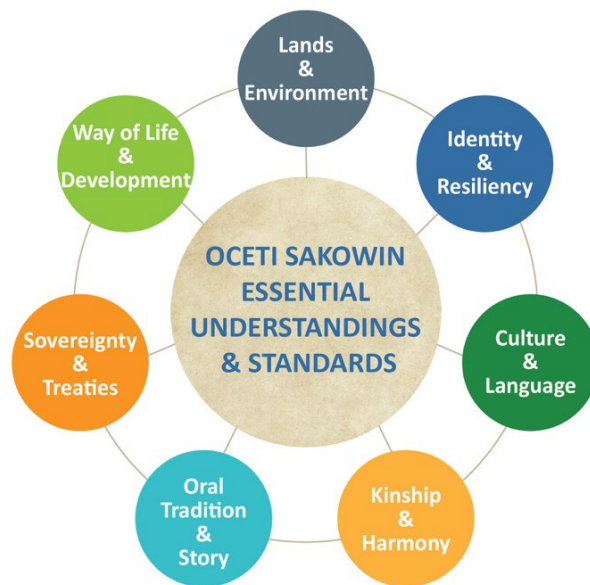 OCETI SAKOWIN
ESSENTIAL
UNDERSTANDINGS
& STANDARDS
Lands
&
Environment
Identity
&
Resiliency
Culture
&
Language
Kinship
&
Harmony
Oral
Tradition
&
Story
Sovereignty
&
Treaties
Way of Life
&
Development